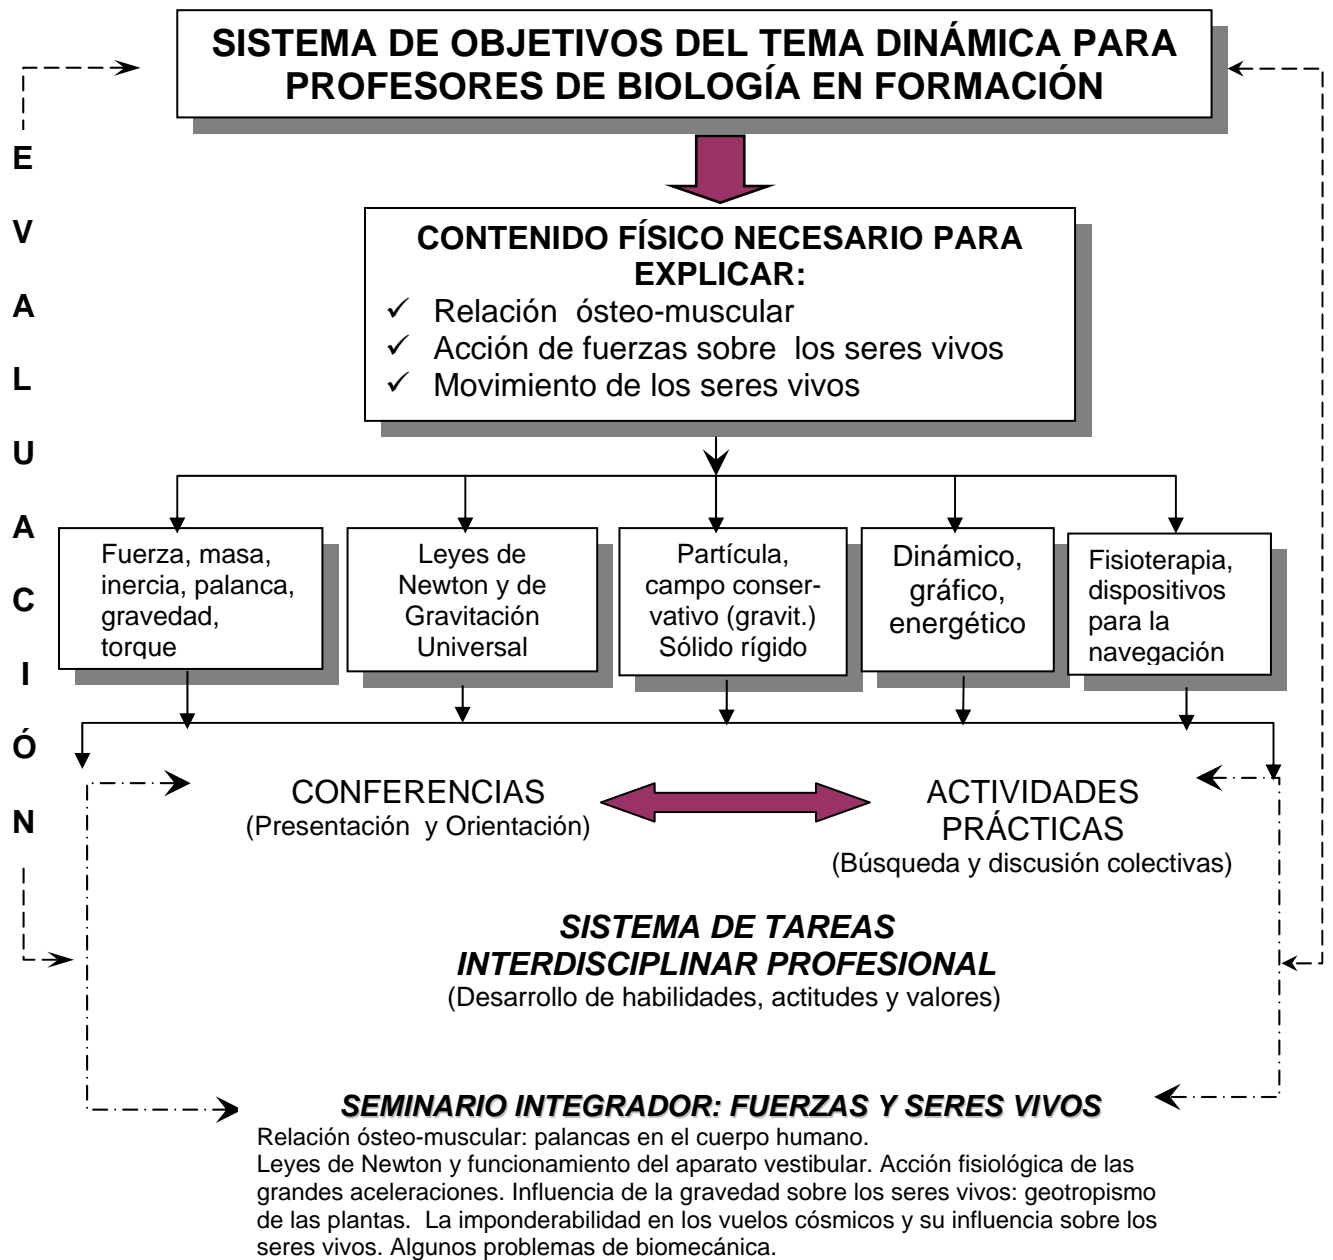 SISTEMA DE OBJETIVOS DEL TEMA DINÁMICA PARA
PROFESORES DE BIOLOGÍA EN FORMACIÓN
E
V
A
L
U
A
C
I
Ó
N
CONTENIDO FÍSICO NECESARIO PARA
EXPLICAR:
✓ Relación ósteo-muscular
✓ Acción de fuerzas sobre los seres vivos
✓ Movimiento de los seres vivos
Fuerza, masa,
inercia, palanca,
gravedad,
torque
Leyes de
Newton y de
Gravitación
Universal
Partícula,
campo conser-
vativo (gravit.)
Sólido rígido
Dinámico,
gráfico,
energético
Fisioterapia,
dispositivos
para la
navegación
CONFERENCIAS
(Presentación y Orientación)
ACTIVIDADES
PRÁCTICAS
(Búsqueda y discusión colectivas)
SISTEMA DE TAREAS
INTERDISCIPLINAR PROFESIONAL
(Desarrollo de habilidades, actitudes y valores)
SEMINARIO INTEGRADOR: FUERZAS Y SERES VIVOS
Relación ósteo-muscular: palancas en el cuerpo humano.
Leyes de Newton y funcionamiento del aparato vestibular. Acción fisiológica de las
grandes aceleraciones. Influencia de la gravedad sobre los seres vivos: geotropismo
de las plantas. La imponderabilidad en los vuelos cósmicos y su influencia sobre los
seres vivos. Algunos problemas de biomecánica.